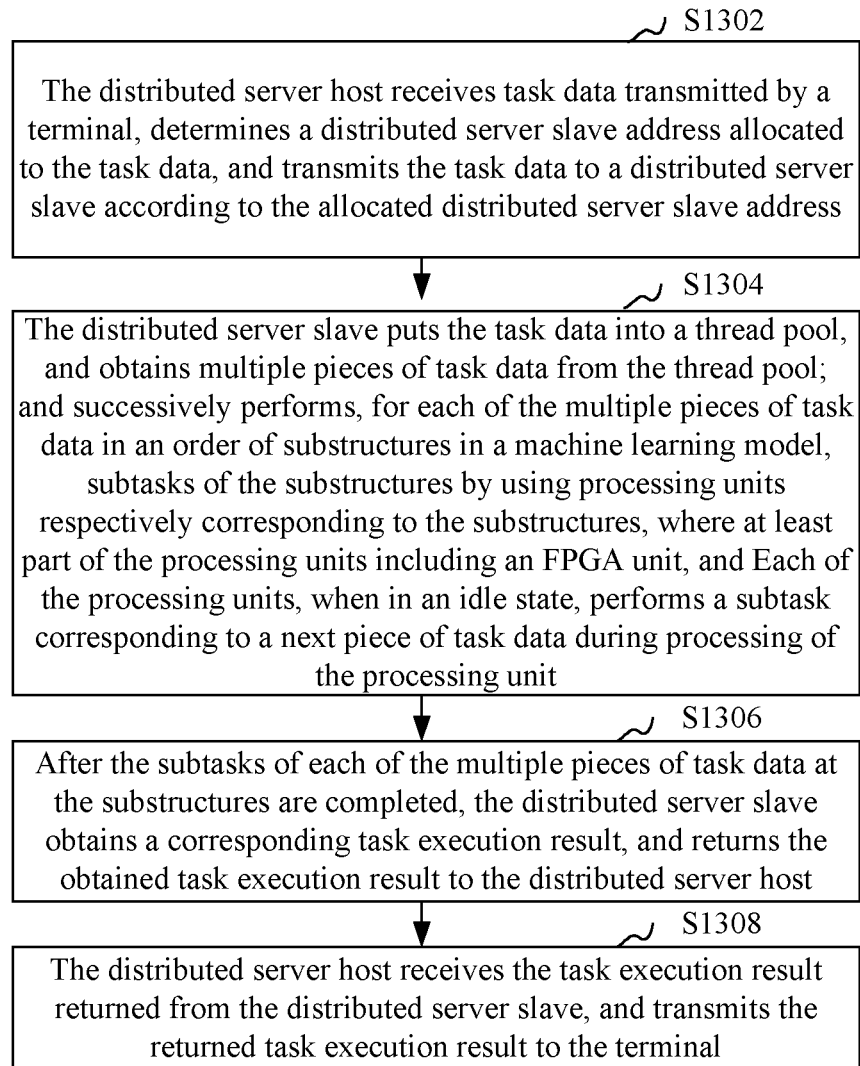 S1302
The distributed server host receives task data transmitted by a
terminal, determines a distributed server slave address allocated
to the task data, and transmits the task data to a distributed server
slave according to the allocated distributed server slave address
S1304
The distributed server slave puts the task data into a thread pool,
and obtains multiple pieces of task data from the thread pool;
and successively performs, for each of the multiple pieces of task
data in an order of substructures in a machine learning model,
subtasks of the substructures by using processing units
respectively corresponding to the substructures, where at least
part of the processing units including an FPGA unit, and Each of
the processing units, when in an idle state, performs a subtask
corresponding to a next piece of task data during processing of
the processing unit
S1306
After the subtasks of each of the multiple pieces of task data at
the substructures are completed, the distributed server slave
obtains a corresponding task execution result, and returns the
obtained task execution result to the distributed server host
S1308
The distributed server host receives the task execution result
returned from the distributed server slave, and transmits the
returned task execution result to the terminal